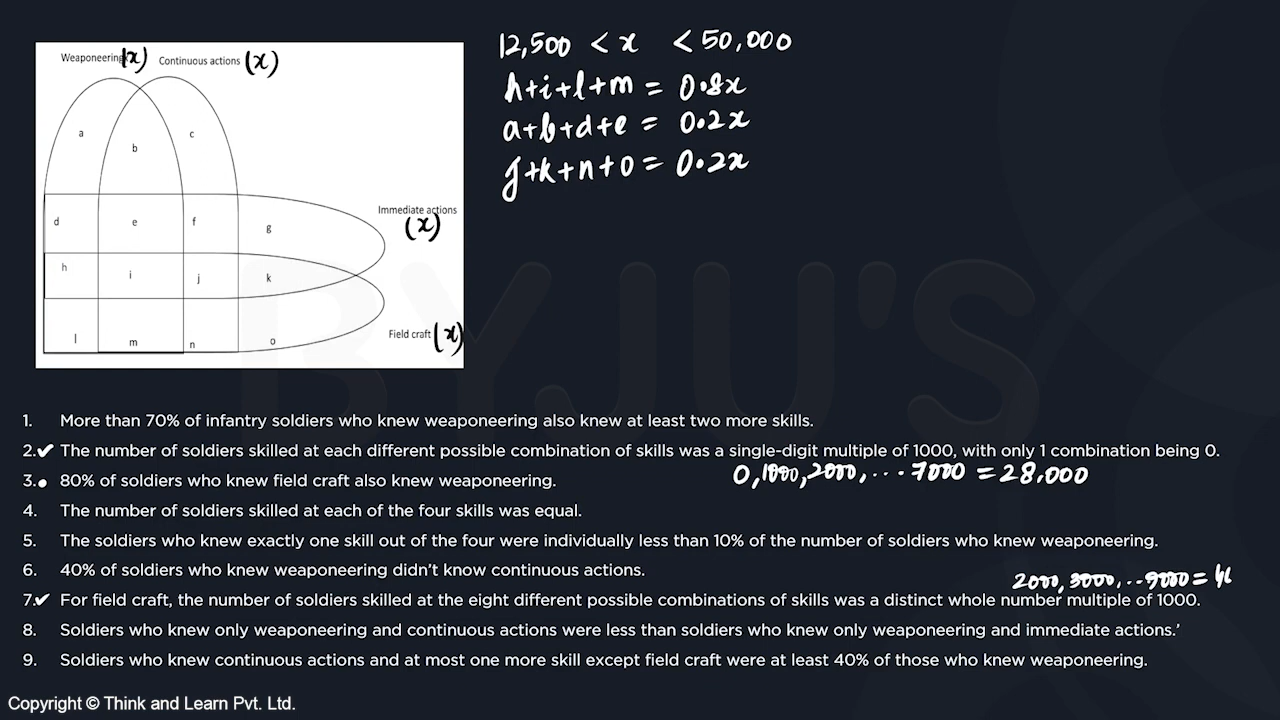 Weaponeering (x) Continuous actions (x)
a
b
c
d
e
f
g
Immediate actions
(x)
h
i
j
k
l
m
n
o
Field craft (x)
12,500 < x < 50,000
h+i+l+m = 0.8x
a+b+d+e = 0.2x
j+k+n+o = 0.2x
BYJU'S
1. More than 70% of infantry soldiers who knew weaponeering also knew at least two more skills.
2.✓ The number of soldiers skilled at each different possible combination of skills was a single-digit multiple of 1000, with only 1 combination being 0.
0, 1000, 2000, ... 7000 = 28,000
3. 80% of soldiers who knew field craft also knew weaponeering.
4. The number of soldiers skilled at each of the four skills was equal.
5. The soldiers who knew exactly one skill out of the four were individually less than 10% of the number of soldiers who knew weaponeering.
6. 40% of soldiers who knew weaponeering didn't know continuous actions.
2000, 3000, .. 9000 =
7.✓ For field craft, the number of soldiers skilled at the eight different possible combinations of skills was a distinct whole number multiple of 1000.
8. Soldiers who knew only weaponeering and continuous actions were less than soldiers who knew only weaponeering and immediate actions.'
9. Soldiers who knew continuous actions and at most one more skill except field craft were at least 40% of those who knew weaponeering.
Copyright © Think and Learn Pvt. Ltd.